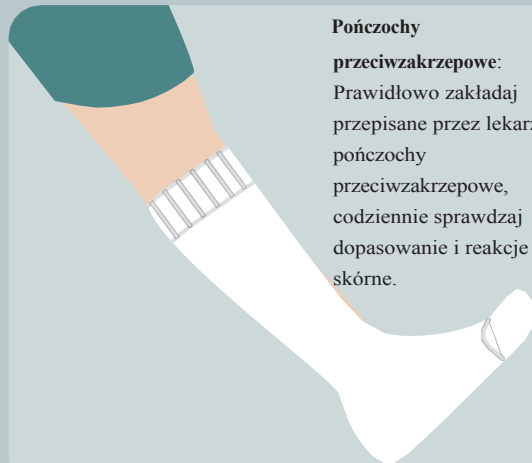 Pończochy
przeciwzakrzepowe:
Prawidłowo zakładaj
przepisane przez lekarz
pończochy
przeciwzakrzepowe,
codziennie sprawdzaj
dopasowanie i reakcje
skórne.